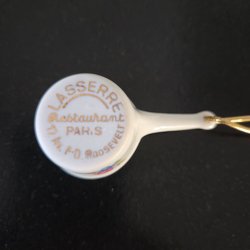 LASSERRE
Restaurant
PARIS
17 Av. F-D. ROOSEVELT